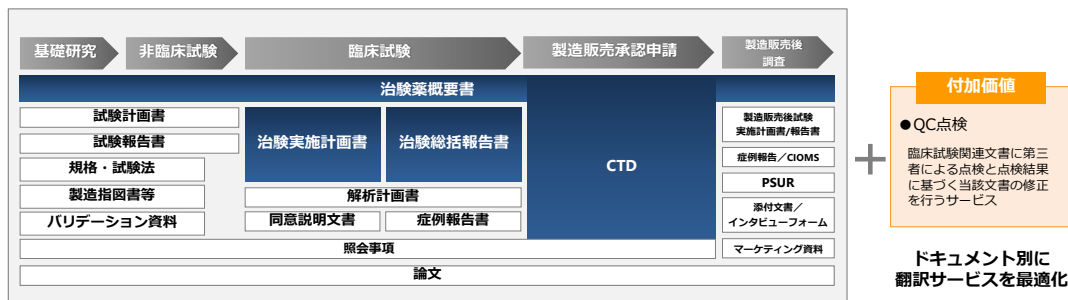 基礎研究
非臨床試験
臨床試験
製造販売承認申請
製造販売後
調査
治験薬概要書
試験計画書
試験報告書
規格・試験法
製造指図書等
バリデーション資料
治験実施計画書
治験総括報告書
解析計画書
同意説明文書
症例報告書
CTD
製造販売後試験
実施計画書/報告書
症例報告/CIOMS
PSUR
添付文書/
インタビューフォーム
マーケティング資料
照会事項
論文
+
付加価値
●QC点検
臨床試験関連文書に第三
者による点検と点検結果
に基づく当該文書の修正
を行うサービス
ドキュメント別に
翻訳サービスを最適化